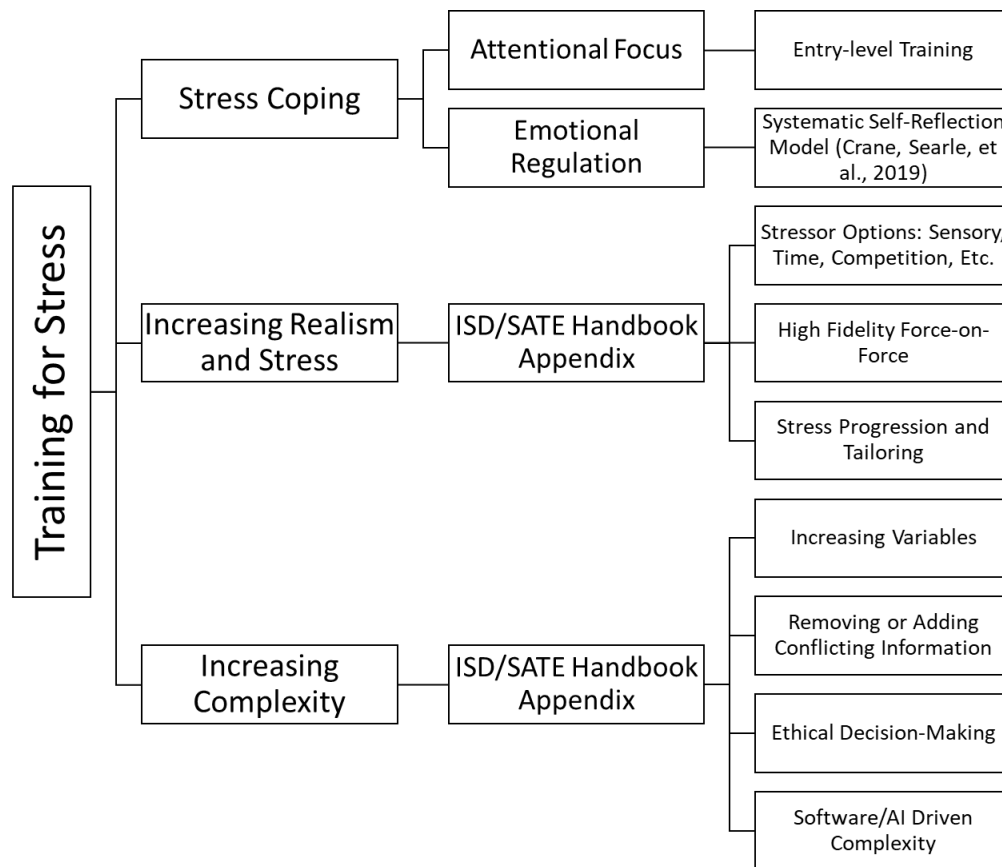 Training for Stress
Stress Coping
Attentional Focus
Entry-level Training
Emotional
Regulation
Systematic Self-Reflection
Model (Crane, Searle, et
al., 2019)
Increasing Realism
and Stress
ISD/SATE Handbook
Appendix
Stressor Options: Sensory,
Time, Competition, Etc.
High Fidelity Force-on-
Force
Stress Progression and
Tailoring
Increasing
Complexity
ISD/SATE Handbook
Appendix
Increasing Variables
Removing or Adding
Conflicting Information
Ethical Decision-Making
Software/AI Driven
Complexity